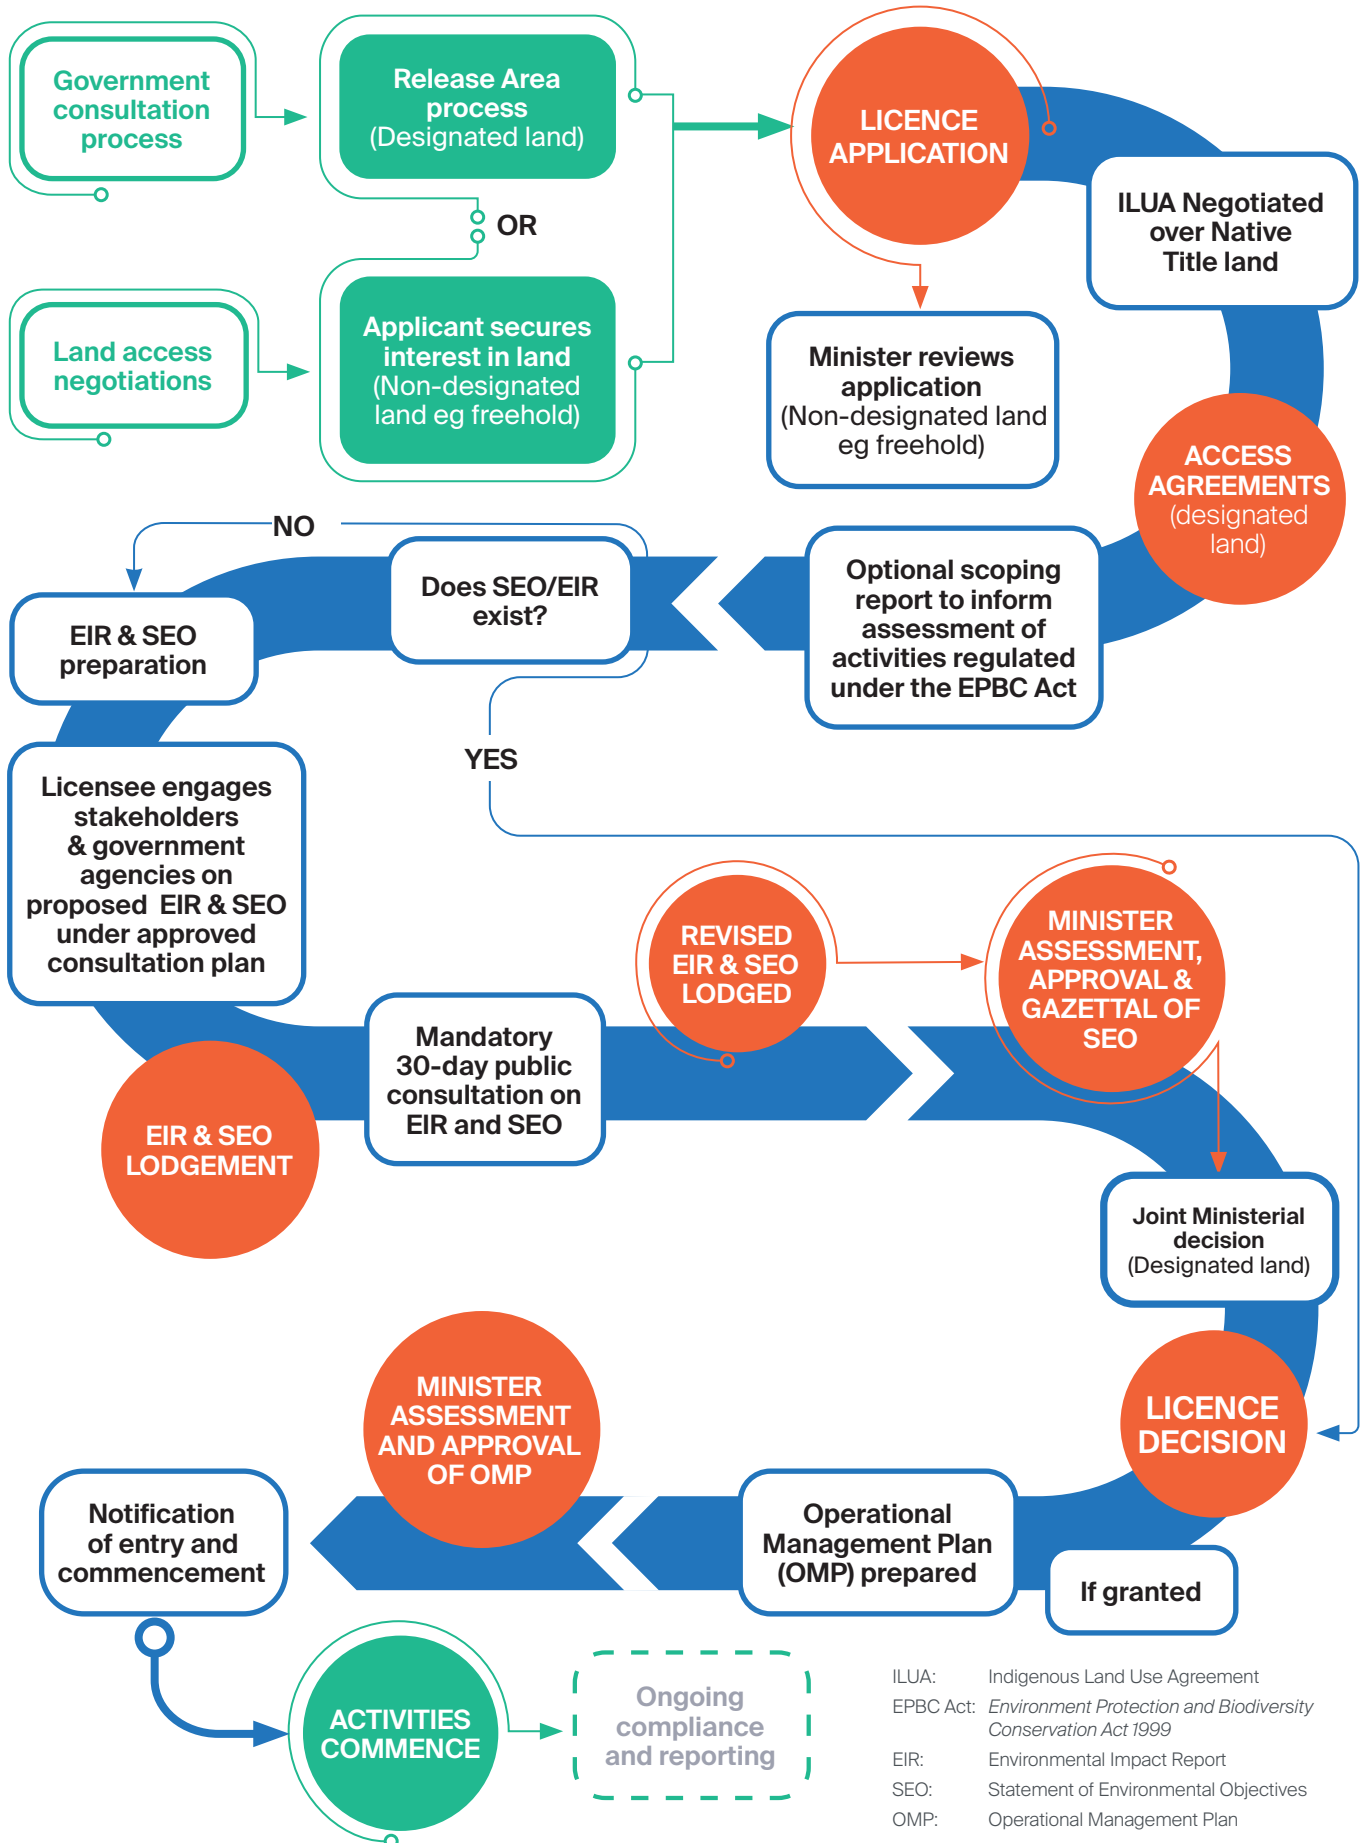 Government
consultation
process
Release Area
process
(Designated land)
OR
Land access
negotiations
Applicant secures
interest in land
(Non-designated
land eg freehold)
LICENCE
APPLICATION
ILUA Negotiated
over Native
Title land
Minister reviews
application
(Non-designated land
eg freehold)
ACCESS
AGREEMENTS
(designated
land)
Optional scoping
report to inform
assessment of
activities regulated
under the EPBC Act
Does SEO/EIR
exist?
NO
YES
EIR & SEO
preparation
Licensee engages
stakeholders
& government
agencies on
proposed EIR & SEO
under approved
consultation plan
EIR & SEO
LODGEMENT
Mandatory
30-day public
consultation on
EIR and SEO
REVISED
EIR & SEO
LODGED
MINISTER
ASSESSMENT,
APPROVAL &
GAZETTAL OF
SEO
Joint Ministerial
decision
(Designated land)
LICENCE
DECISION
If granted
Operational
Management Plan
(OMP) prepared
MINISTER
ASSESSMENT
AND APPROVAL
OF OMP
Notification
of entry and
commencement
ACTIVITIES
COMMENCE
Ongoing
compliance
and reporting
ILUA: Indigenous Land Use Agreement
EPBC Act: Environment Protection and Biodiversity
Conservation Act 1999
EIR: Environmental Impact Report
SEO: Statement of Environmental Objectives
OMP: Operational Management Plan